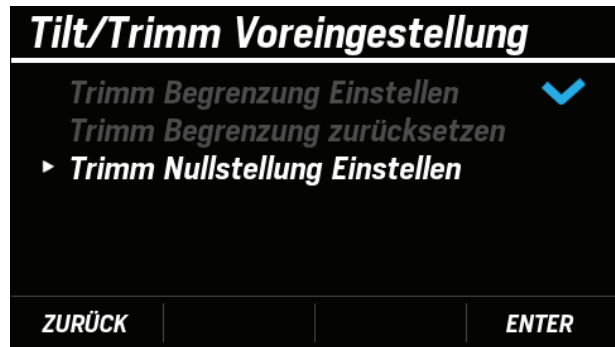 Tilt/Trimm Voreingestellung
Trimm Begrenzung Einstellen
Trimm Begrenzung zurücksetzen
Trimm Nullstellung Einstellen
ZURÜCK ENTER